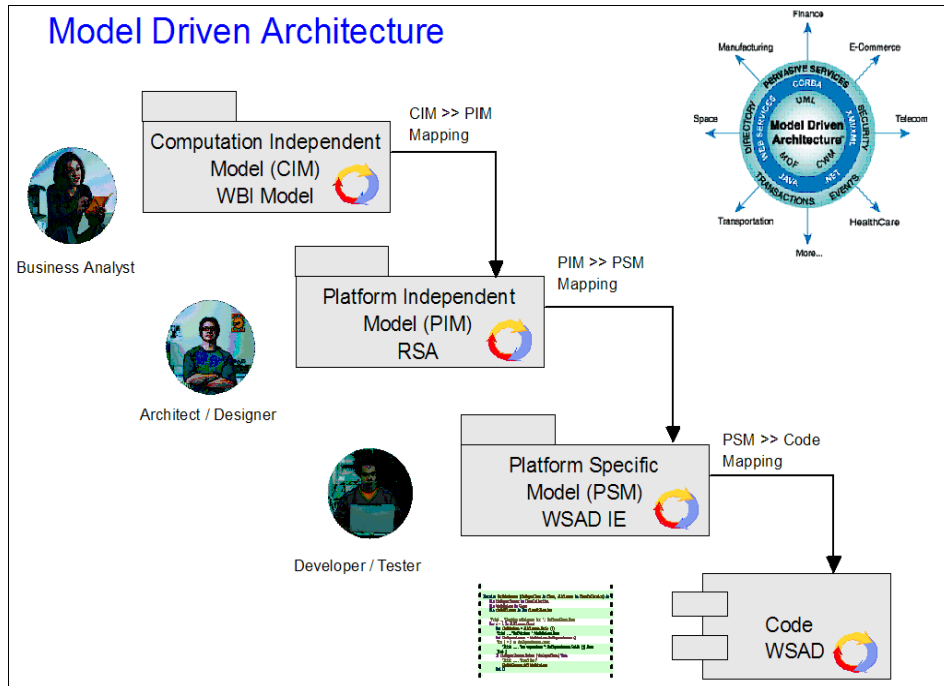 Model Driven Architecture
Computation Independent
Model (CIM)
WBI Model
CIM >> PIM
Mapping
Business Analyst
Platform Independent
Model (PIM)
RSA
PIM >> PSM
Mapping
Architect / Designer
Platform Specific
Model (PSM)
WSAD IE
PSM >> Code
Mapping
Developer / Tester
Code
WSAD
Finance
Manufacturing
E-Commerce
Space
Telecom
Transportation
HealthCare
More...
PERVASIVE SERVICES
DIRECTORY
SECURITY
TRANSACTIONS
EVENTS
CORBA
WEB SERVICES
XMI/XML
JAVA
.NET
UML
MOF
CWM
Model Driven
Architecture